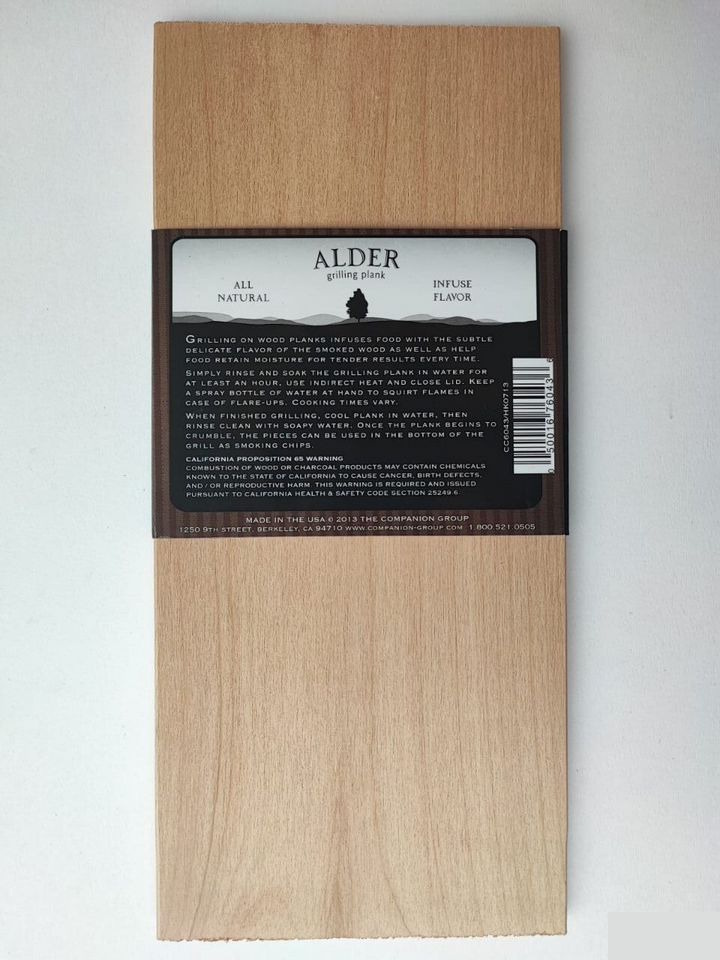 ALDER
grilling plank
ALL
NATURAL
INFUSE
FLAVOR
GRILLING ON WOOD PLANKS INFUSES FOOD WITH THE SUBTLE
DELICATE FLAVOR OF THE SMOKED WOOD AS WELL AS HELP
FOOD RETAIN MOISTURE FOR TENDER RESULTS EVERY TIME.
SIMPLY RINSE AND SOAK THE GRILLING PLANK IN WATER FOR
AT LEAST AN HOUR, USE INDIRECT HEAT AND CLOSE LID. KEEP
A SPRAY BOTTLE OF WATER AT HAND TO SQUIRT FLAMES IN
CASE OF FLARE-UPS. COOKING TIMES VARY.
WHEN FINISHED GRILLING, COOL PLANK IN WATER, THEN
RINSE CLEAN WITH SOAPY WATER. ONCE THE PLANK BEGINS TO
CRUMBLE, THE PIECES CAN BE USED IN THE BOTTOM OF THE
GRILL AS SMOKING CHIPS.
CALIFORNIA PROPOSITION 65 WARNING
COMBUSTION OF WOOD OR CHARCOAL PRODUCTS MAY CONTAIN CHEMICALS
KNOWN TO THE STATE OF CALIFORNIA TO CAUSE CANCER, BIRTH DEFECTS,
AND / OR REPRODUCTIVE HARM. THIS WARNING IS REQUIRED AND ISSUED
PURSUANT TO CALIFORNIA HEALTH & SAFETY CODE SECTION 25249.6.
CC6043/HK0713
0 50016 76043 6
MADE IN THE USA © 2013 THE COMPANION GROUP
1250 9TH STREET, BERKELEY, CA 94710 WWW.COMPANION-GROUP.COM 1.800.521.0505